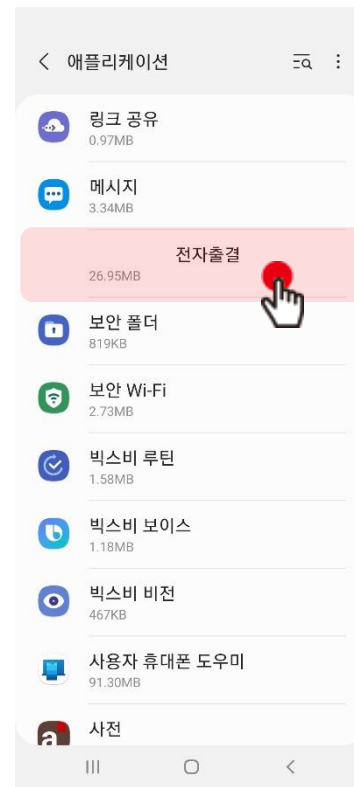 애플리케이션
링크 공유
0.97MB
메시지
3.34MB
전자출결
26.95MB
보안 폴더
819KB
보안 Wi-Fi
2.73MB
빅스비 루틴
1.58MB
빅스비 보이스
1.18MB
빅스비 비전
467KB
사용자 휴대폰 도우미
91.30MB
사전